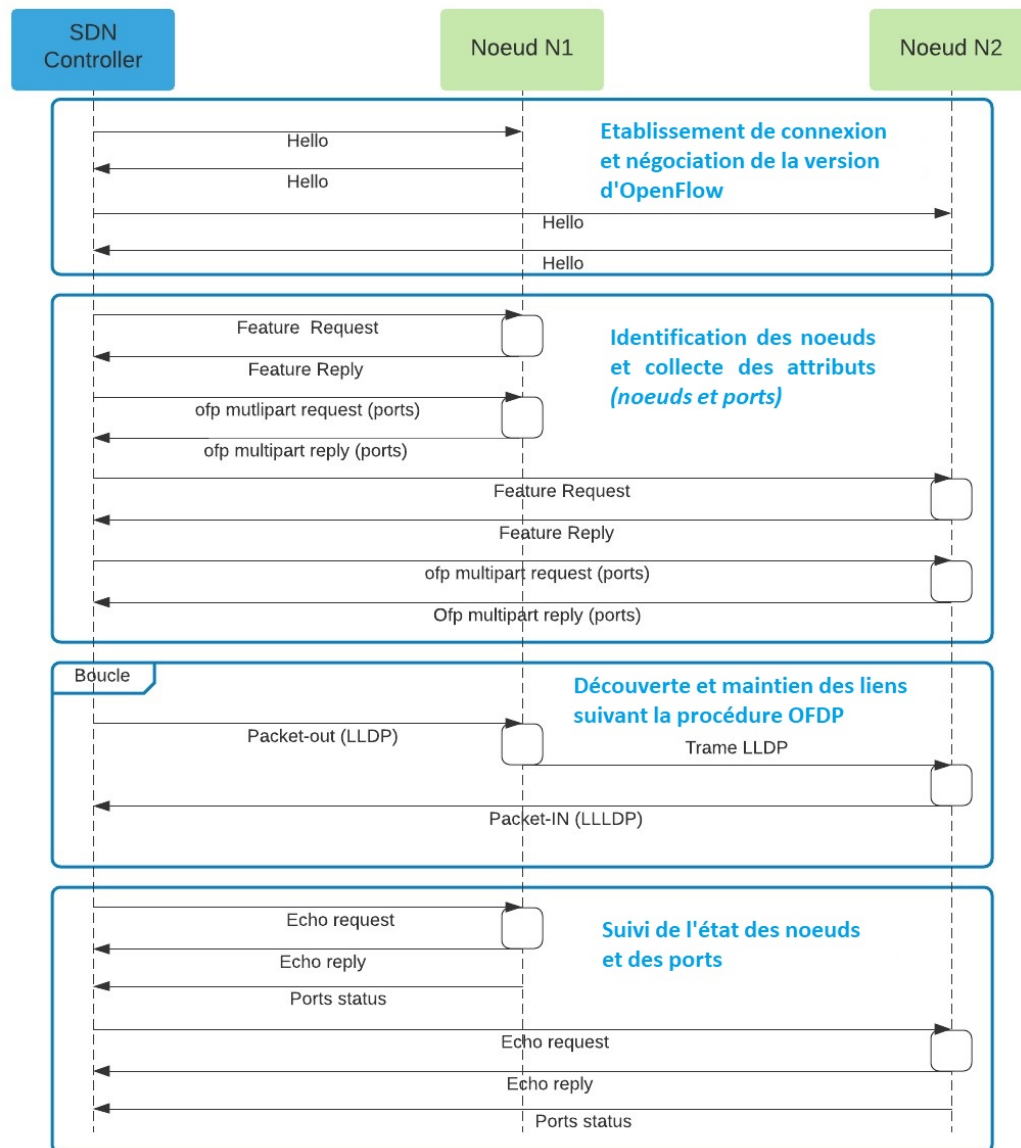 SDN
Controller
Noeud N1
Noeud N2
Hello
Hello
Hello
Hello
Etablissement de connexion
et négociation de la version
d'OpenFlow
Feature Request
Feature Reply
ofp mutlipart request (ports)
ofp multipart reply (ports)
Feature Request
Feature Reply
ofp multipart request (ports)
Ofp multipart reply (ports)
Identification des noeuds
et collecte des attributs
(noeuds et ports)
Boucle
Découverte et maintien des liens
suivant la procédure OFDP
Packet-out (LLDP)
Trame LLDP
Packet-IN (LLLDP)
Echo request
Echo reply
Ports status
Suivi de l'état des noeuds
et des ports
Echo request
Echo reply
Ports status